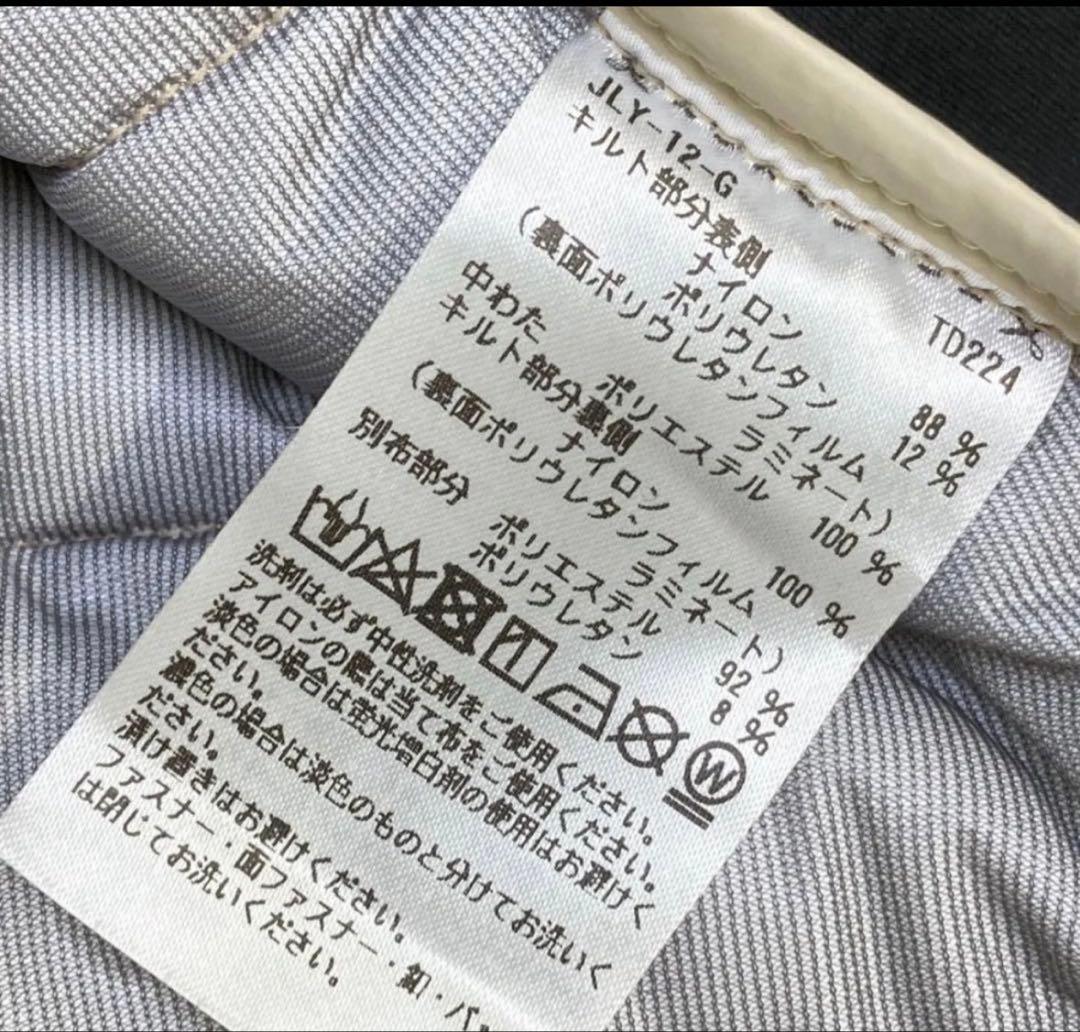 JLY-12-G TD224
キルト部分表側
ナイロン 88 %
ポリウレタン 12 %
(裏面ポリウレタンフィルム
ラミネート)
中わた ポリエステル 100 %
キルト部分裏側
ナイロン 100 %
(裏面ポリウレタンフィルム
ラミネート)
別布部分 ポリエステル 92 %
ポリウレタン 8 %
W
洗剤は必ず中性洗剤をご使用ください。
アイロンの際は当て布をご使用ください。
淡色の場合は蛍光増白剤の使用はお避けく
ださい。
濃色の場合は淡色のものと分けてお洗いく
ださい。
漬け置きはお避けください。
ファスナー・面ファスナー・釦・バ
は閉じてお洗いください。